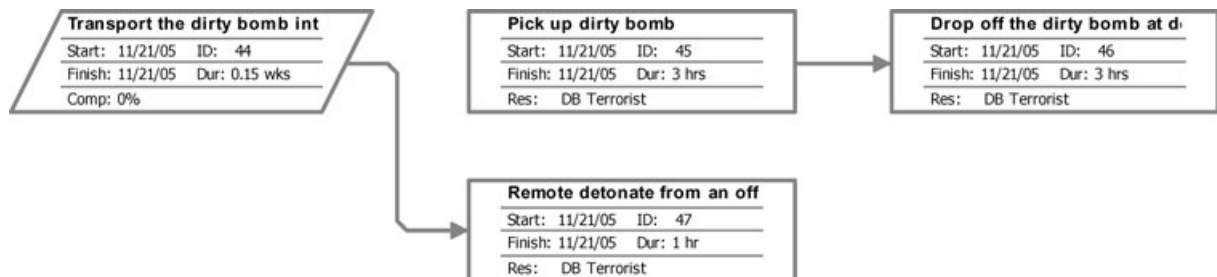 Transport the dirty bomb int
Start: 11/21/05 ID: 44
Finish: 11/21/05 Dur: 0.15 wks
Comp: 0%
Pick up dirty bomb
Start: 11/21/05 ID: 45
Finish: 11/21/05 Dur: 3 hrs
Res: DB Terrorist
Drop off the dirty bomb at
Start: 11/21/05 ID: 46
Finish: 11/21/05 Dur: 3 hrs
Res: DB Terrorist
Remote detonate from an off
Start: 11/21/05 ID: 47
Finish: 11/21/05 Dur: 1 hr
Res: DB Terrorist